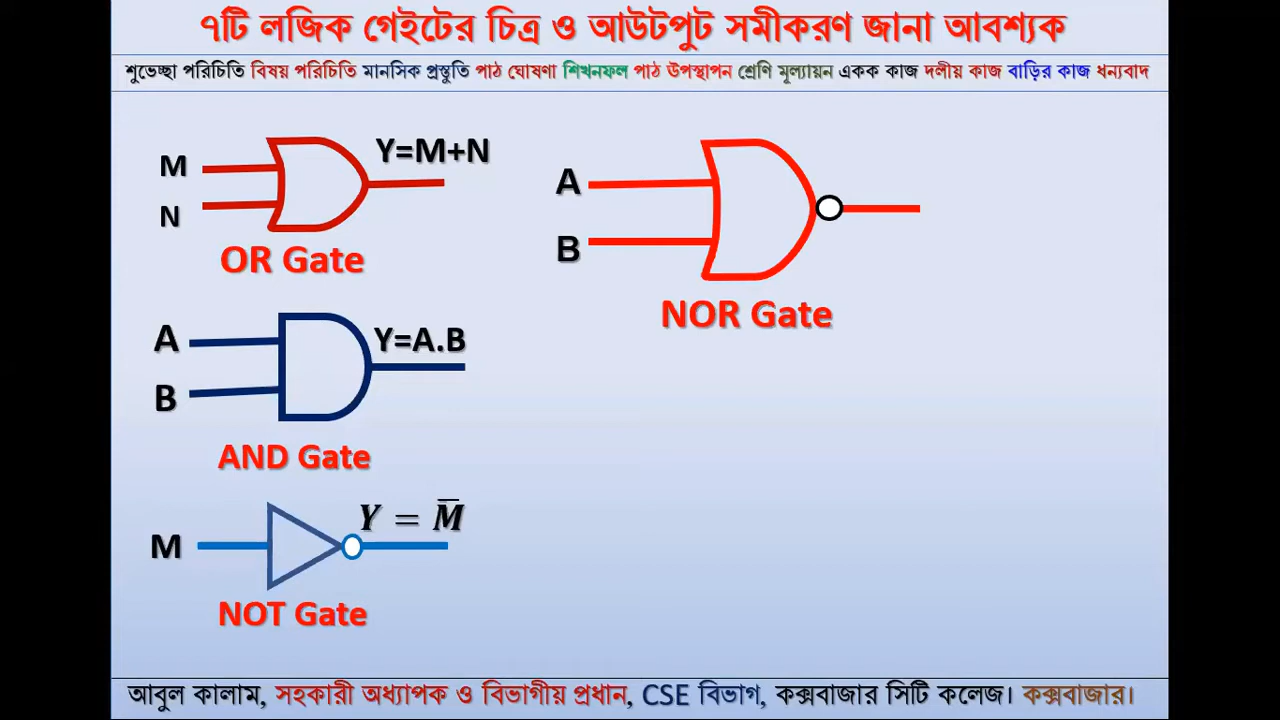 ৭টি লজিক গেইটের চিত্র ও আউটপুট সমীকরণ জানা আবশ্যক
শুভেচ্ছা পরিচিতি বিষয় পরিচিতি মানসিক প্রস্তুতি পাঠ ঘোষণা শিখনফল পাঠ উপস্থাপন শ্রেণি মূল্যায়ন একক কাজ দলীয় কাজ বাড়ির কাজ ধন্যবাদ
M
N
Y=M+N
OR Gate
A
B
Y=A.B
AND Gate
M
Y = M̅
NOT Gate
A
B
NOR Gate
আবুল কালাম, সহকারী অধ্যাপক ও বিভাগীয় প্রধান, CSE বিভাগ, কক্সবাজার সিটি কলেজ। কক্সবাজার।